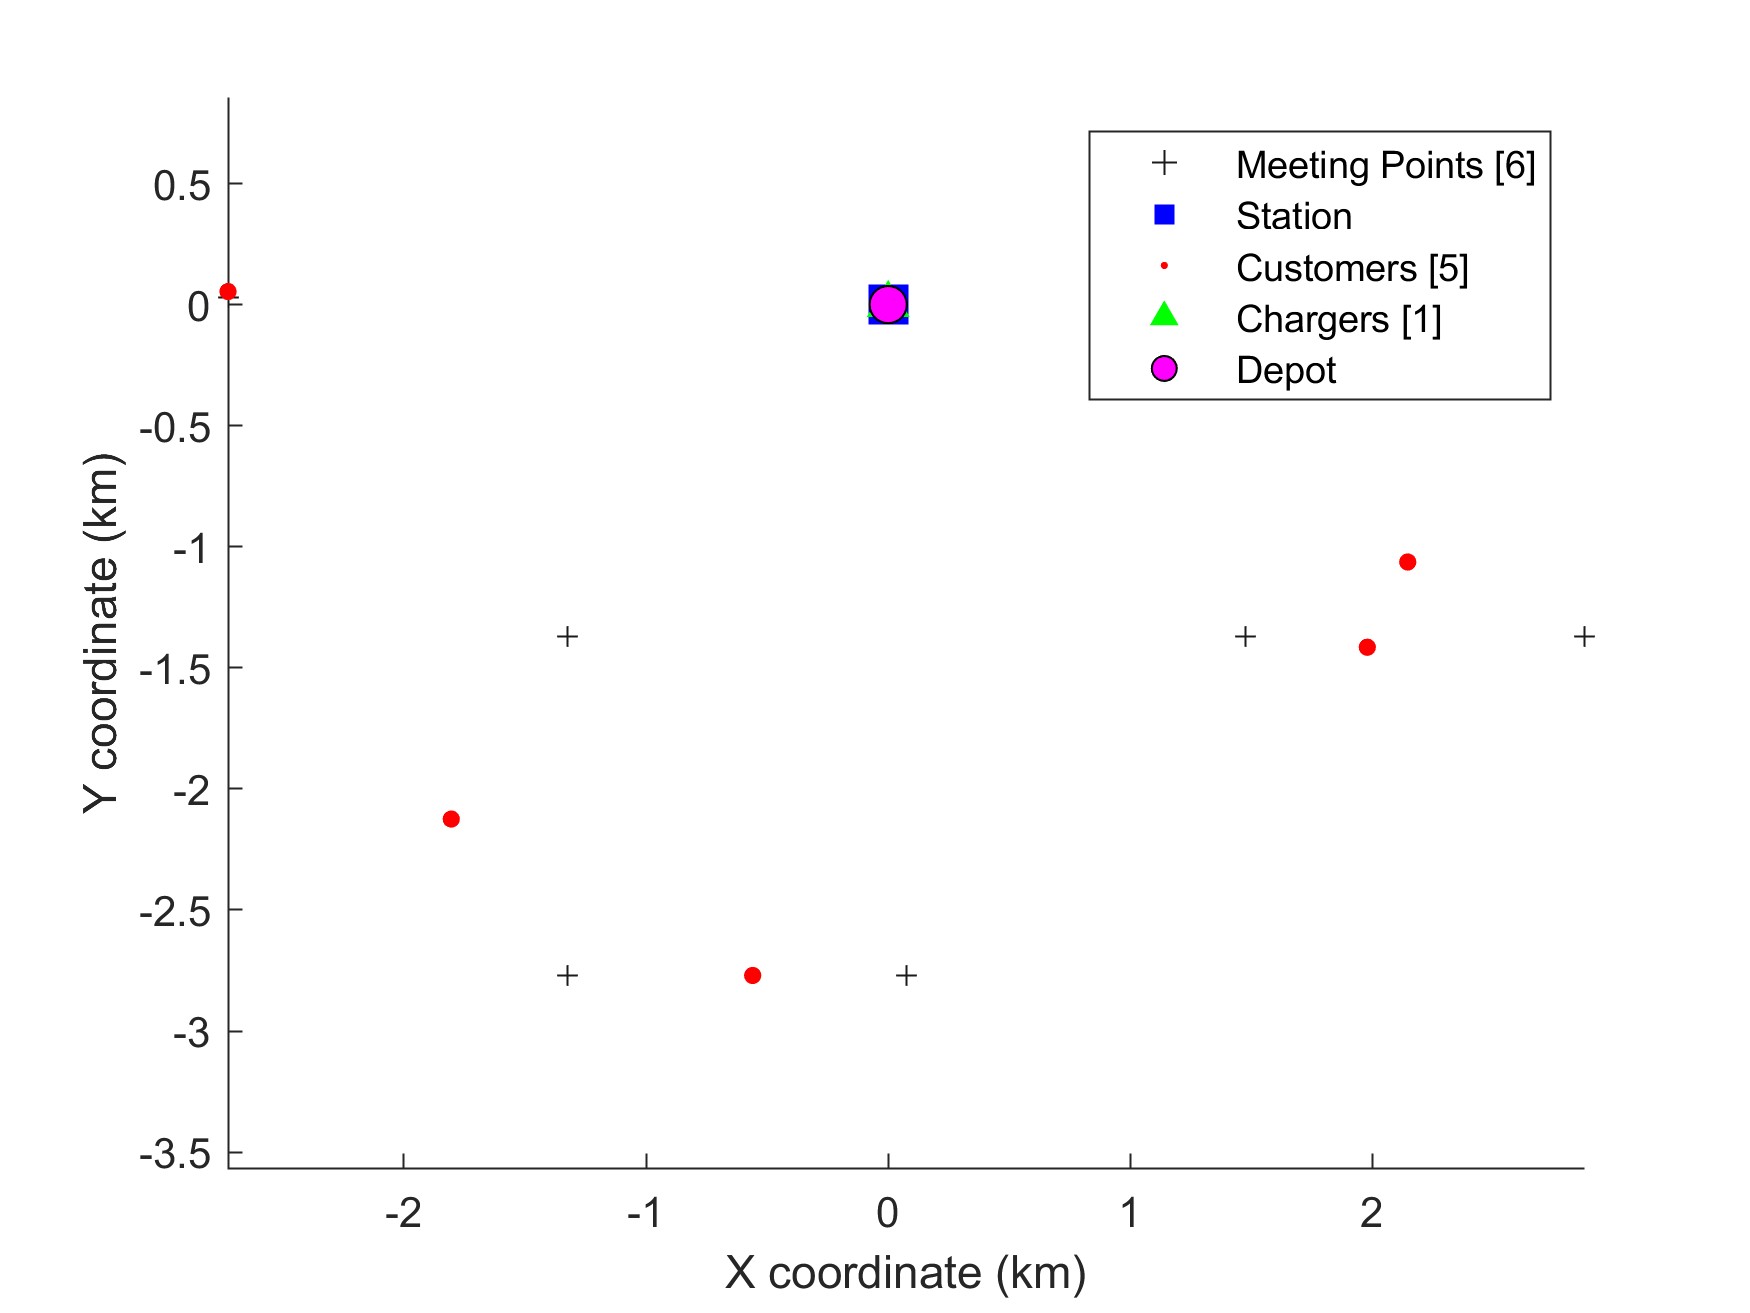 Meeting Points [6]
Station
Customers [5]
Chargers [1]
Depot
0.5
0
-0.5
-1
-1.5
-2
-2.5
-3
-3.5
Y coordinate (km)
-2
-1
0
1
2
X coordinate (km)